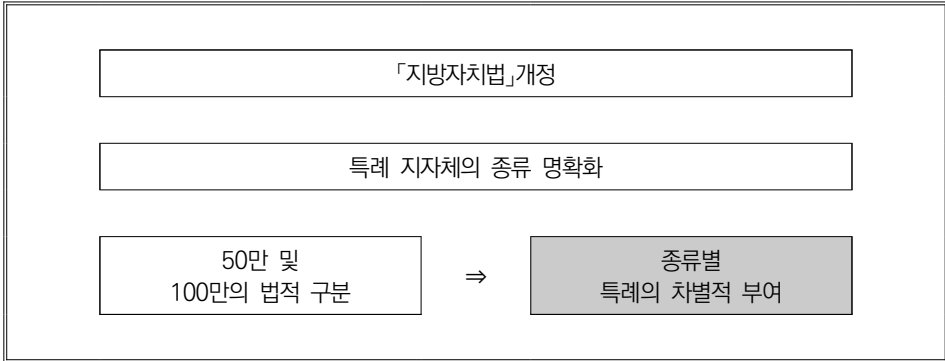 「지방자치법」개정
특례 지자체의 종류 명확화
50만 및
100만의 법적 구분
⇒
종류별
특례의 차별적 부여